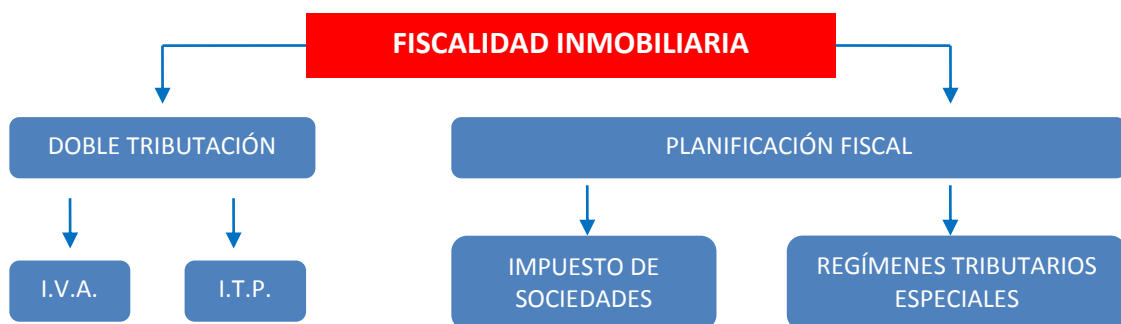 FISCALIDAD INMOBILIARIA
DOBLE TRIBUTACIÓN
PLANIFICACIÓN FISCAL
I.V.A.
I.T.P.
IMPUESTO DE
SOCIEDADES
REGÍMENES TRIBUTARIOS
ESPECIALES